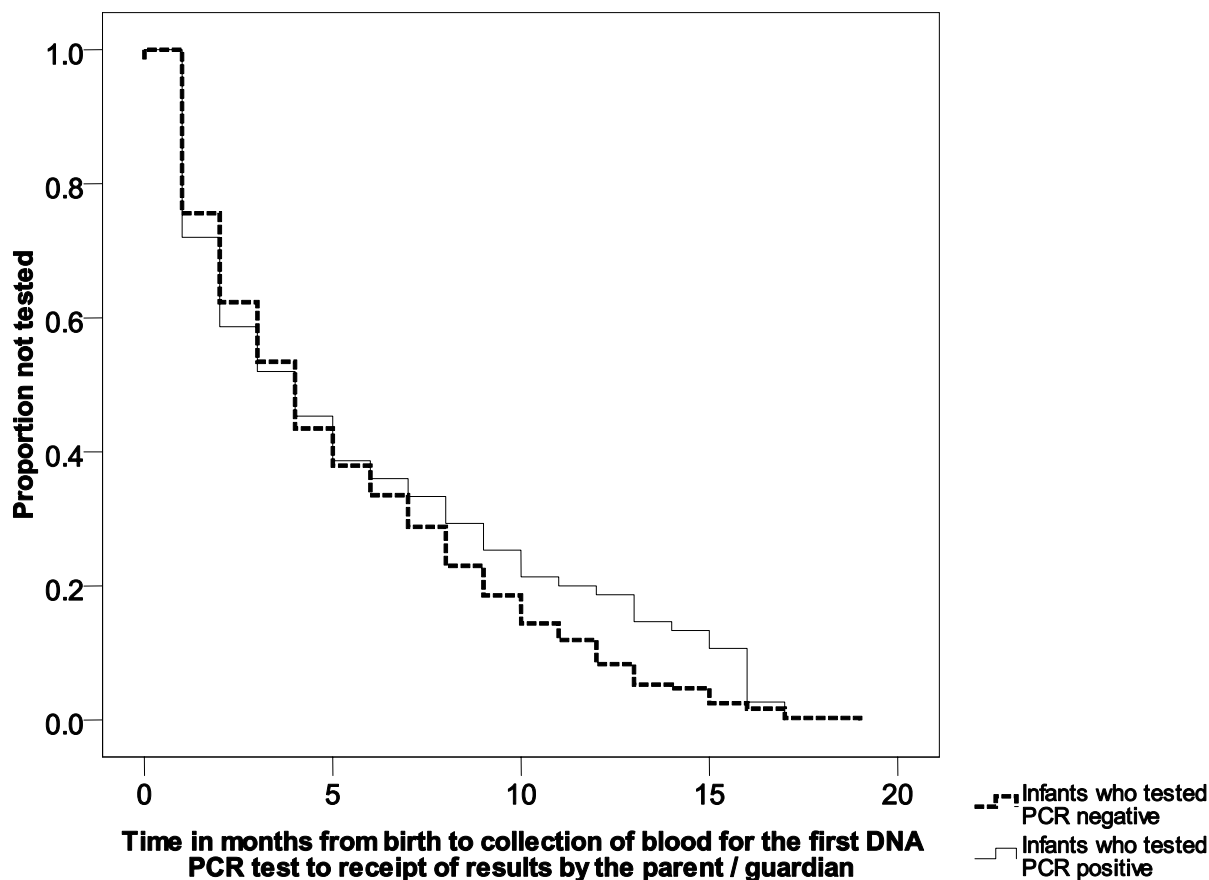 1.0
0.8
0.6
0.4
0.2
0.0
Proportion not tested
0 5 10 15 20
Time in months from birth to collection of blood for the first DNA
PCR test to receipt of results by the parent / guardian
Infants who tested
PCR negative
Infants who tested
PCR positive